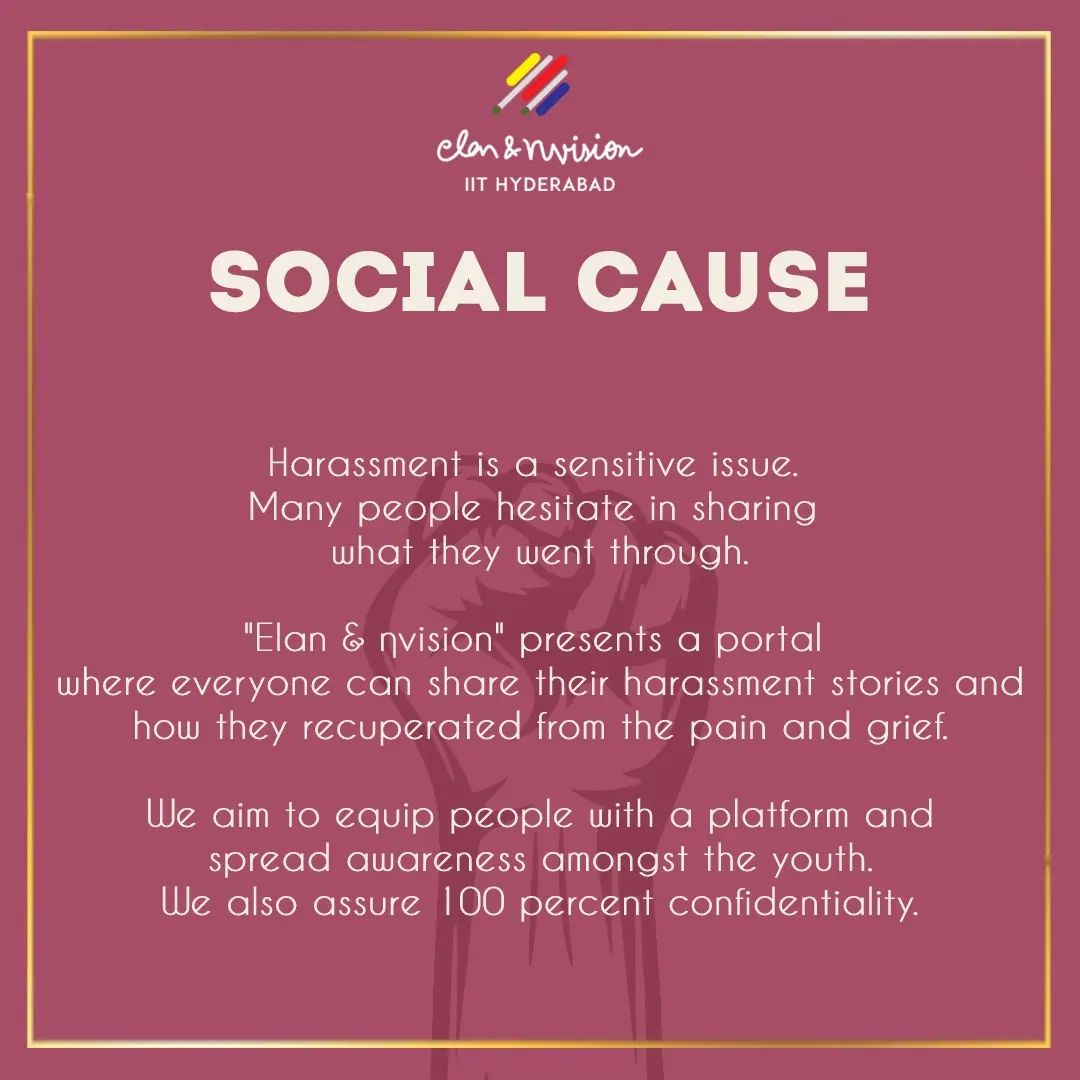 elan & nvision
IIT HYDERABAD
SOCIAL CAUSE
Harassment is a sensitive issue.
Many people hesitate in sharing
what they went through.
"Elan & ηvision" presents a portal
where everyone can share their harassment stories and
how they recuperated from the pain and grief.
We aim to equip people with a platform and
spread awareness amongst the youth.
We also assure 100 percent confidentiality.